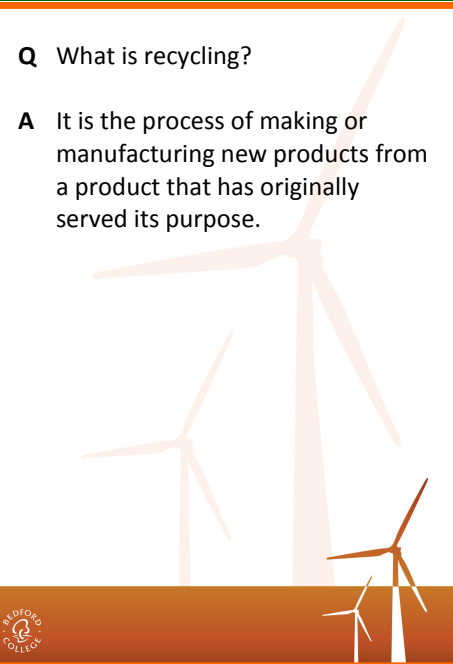 Q What is recycling?
A It is the process of making or
manufacturing new products from
a product that has originally
served its purpose.
BEDFORD
COLLEGE